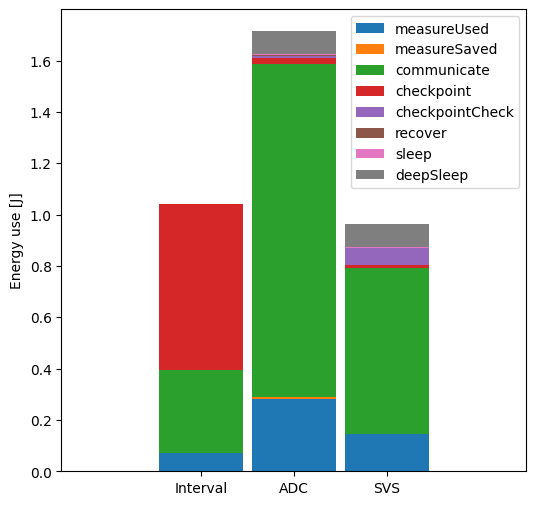 measureUsed
measureSaved
communicate
checkpoint
checkpointCheck
recover
sleep
deepSleep
Energy use [J]
1.6
1.4
1.2
1.0
0.8
0.6
0.4
0.2
0.0
Interval ADC SVS